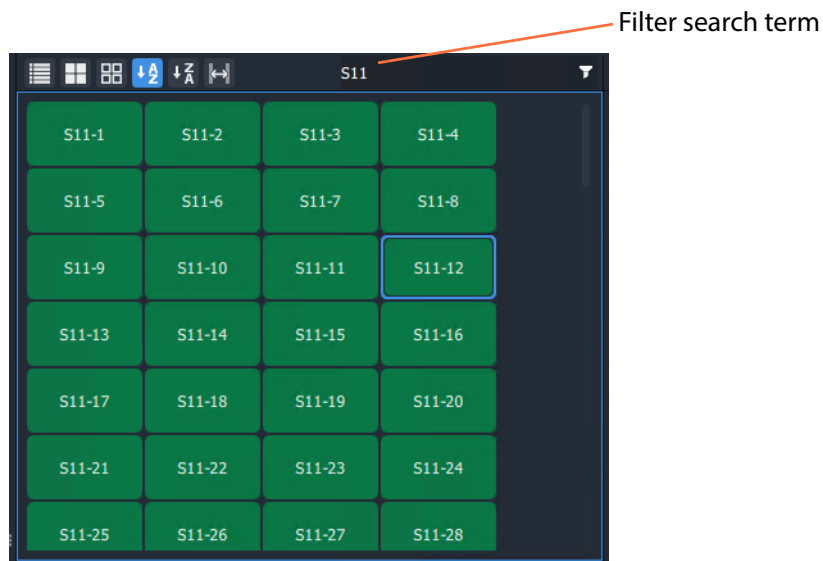 Filter search term
S11
S11-1 S11-2 S11-3 S11-4
S11-5 S11-6 S11-7 S11-8
S11-9 S11-10 S11-11 S11-12
S11-13 S11-14 S11-15 S11-16
S11-17 S11-18 S11-19 S11-20
S11-21 S11-22 S11-23 S11-24
S11-25 S11-26 S11-27 S11-28